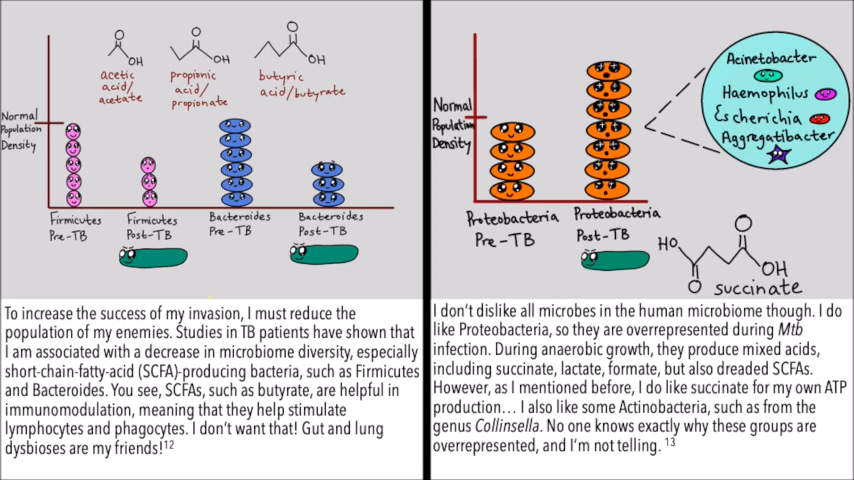 OH
OH
OH
acetic
acid/
acetate
propionic
acid/
propionate
butyric
acid/butyrate
Normal
Population
Density
Firmicutes
Pre-TB
Firmicutes
Post-TB
Bacteroides
Pre-TB
Bacteroides
Post-TB
To increase the success of my invasion, I must reduce the
population of my enemies. Studies in TB patients have shown that
I am associated with a decrease in microbiome diversity, especially
short-chain-fatty-acid (SCFA)-producing bacteria, such as Firmicutes
and Bacteroides. You see, SCFAs, such as butyrate, are helpful in
immunomodulation, meaning that they help stimulate
lymphocytes and phagocytes. I don't want that! Gut and lung
dysbioses are my friends!12
Normal
Population
Density
Acinetobacter
Haemophilus
Escherichia
Aggregatibacter
Proteobacteria
Pre-TB
Proteobacteria
Post-TB
HO
O
O
OH
succinate
I don't dislike all microbes in the human microbiome though. I do
like Proteobacteria, so they are overrepresented during Mtb
infection. During anaerobic growth, they produce mixed acids,
including succinate, lactate, formate, but also dreaded SCFAs.
However, as I mentioned before, I do like succinate for my own ATP
production... I also like some Actinobacteria, such as from the
genus Collinsella. No one knows exactly why these groups are
overrepresented, and I'm not telling. 13